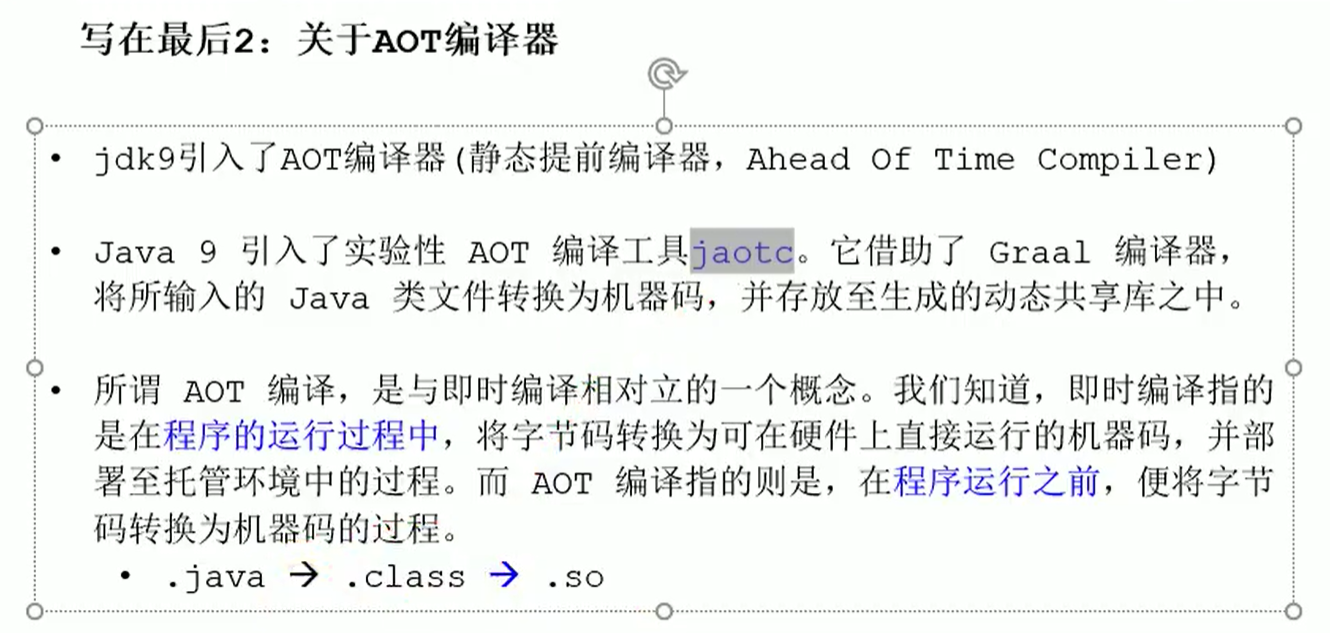 写在最后2：关于AOT编译器
• jdk9引入了AOT编译器(静态提前编译器，Ahead Of Time Compiler)
• Java 9 引入了实验性 AOT 编译工具jaotc。它借助了 Graal 编译器，
将所输入的 Java 类文件转换为机器码，并存放至生成的动态共享库之中。
• 所谓 AOT 编译，是与即时编译相对立的一个概念。我们知道，即时编译指的
是在程序的运行过程中，将字节码转换为可在硬件上直接运行的机器码，并部
署至托管环境中的过程。而 AOT 编译指的则是，在程序运行之前，便将字节
码转换为机器码的过程。
• .java → .class → .so